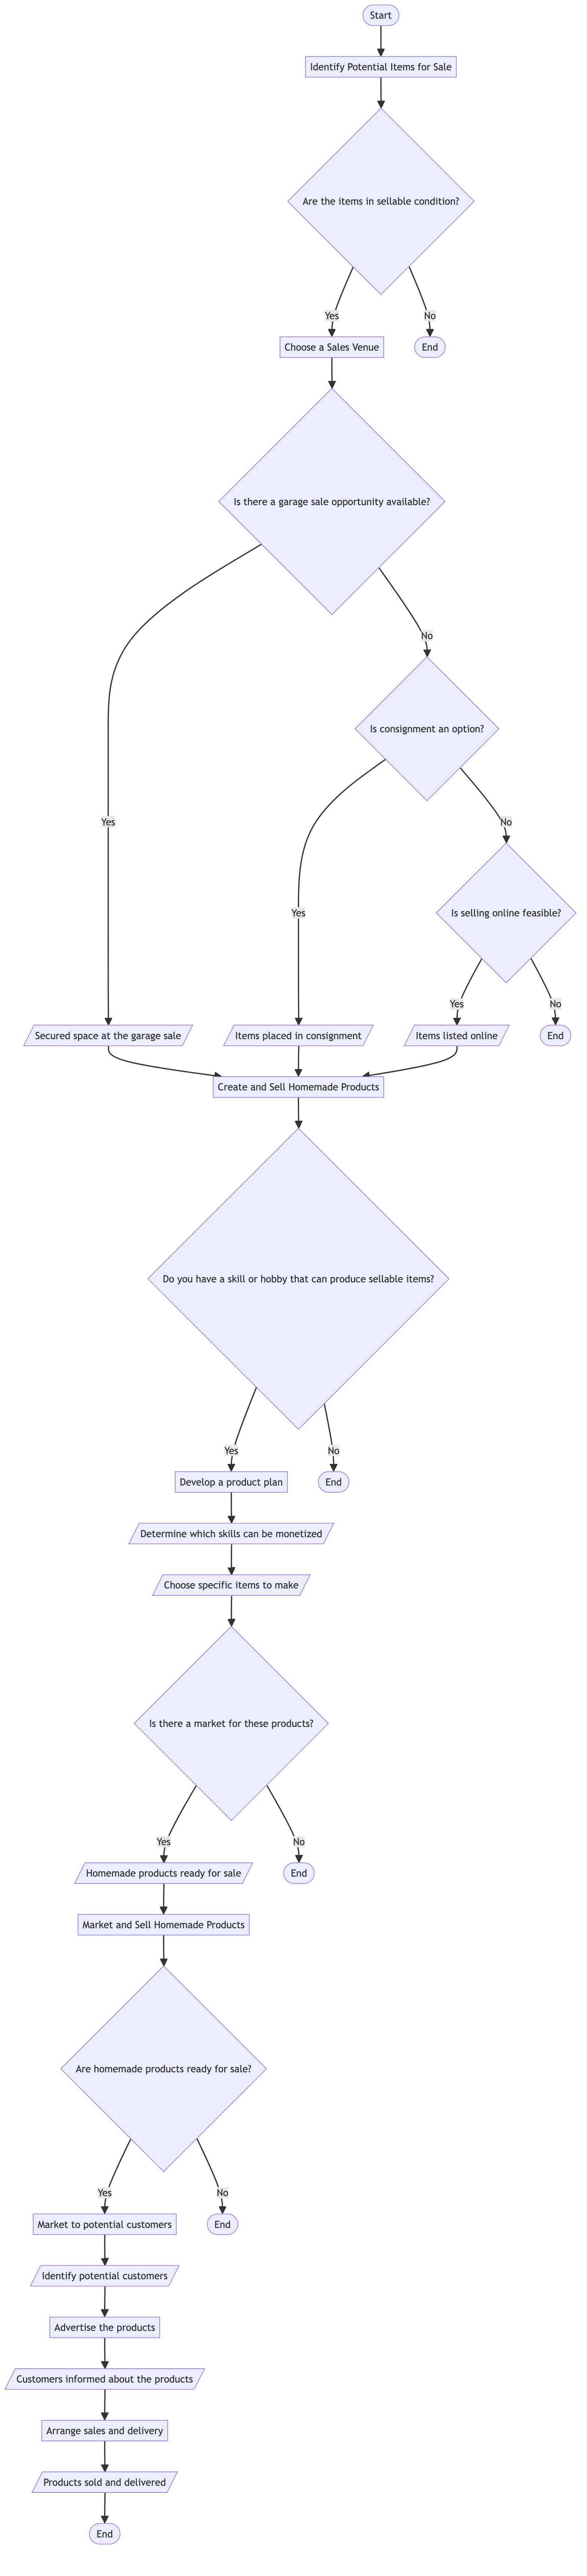 Start
Identify Potential Items for Sale
Are the items in sellable condition?
Yes
No
Choose a Sales Venue
End
Is there a garage sale opportunity available?
No
Is consignment an option?
Yes
No
Yes
Is selling online feasible?
Yes
No
Secured space at the garage sale
Items placed in consignment
Items listed online
End
Create and Sell Homemade Products
Do you have a skill or hobby that can produce sellable items?
Yes
No
Develop a product plan
End
Determine which skills can be monetized
Choose specific items to make
Is there a market for these products?
Yes
No
Homemade products ready for sale
End
Market and Sell Homemade Products
Are homemade products ready for sale?
Yes
No
Market to potential customers
End
Identify potential customers
Advertise the products
Customers informed about the products
Arrange sales and delivery
Products sold and delivered
End